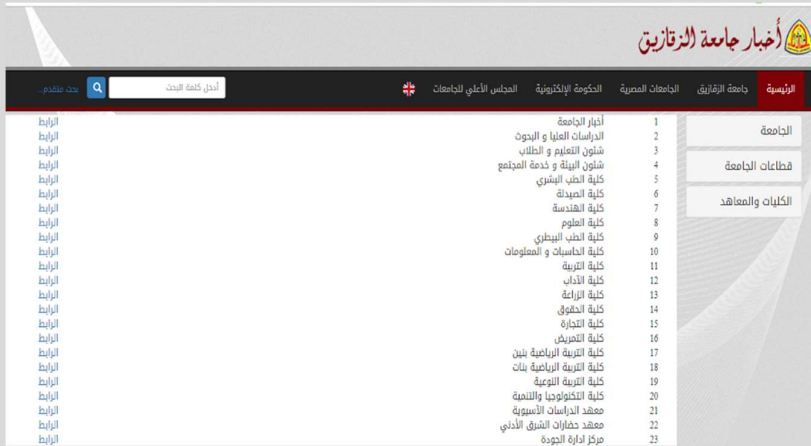 أخبار جامعة الزقازيق
الرئيسية جامعة الزقازيق الجامعات المصرية الحكومة الإلكترونية المجلس الأعلي للجامعات أدخل كلمة البحث بحث متقدم...
الجامعة
قطاعات الجامعة
الكليات والمعاهد
1 أخبار الجامعة الرابط
2 الدراسات العليا و البحوث الرابط
3 شئون التعليم و الطلاب الرابط
4 شئون البيئة و خدمة المجتمع الرابط
5 كلية الطب البشري الرابط
6 كلية الصيدلة الرابط
7 كلية الهندسة الرابط
8 كلية العلوم الرابط
9 كلية الطب البيطري الرابط
10 كلية الحاسبات و المعلومات الرابط
11 كلية التربية الرابط
12 كلية الآداب الرابط
13 كلية الزراعة الرابط
14 كلية الحقوق الرابط
15 كلية التجارة الرابط
16 كلية التمريض الرابط
17 كلية التربية الرياضية بنين الرابط
18 كلية التربية الرياضية بنات الرابط
19 كلية التربية النوعية الرابط
20 كلية التكنولوجيا والتنمية الرابط
21 معهد الدراسات الآسيوية الرابط
22 معهد حضارات الشرق الأدني الرابط
23 مركز ادارة الجودة الرابط